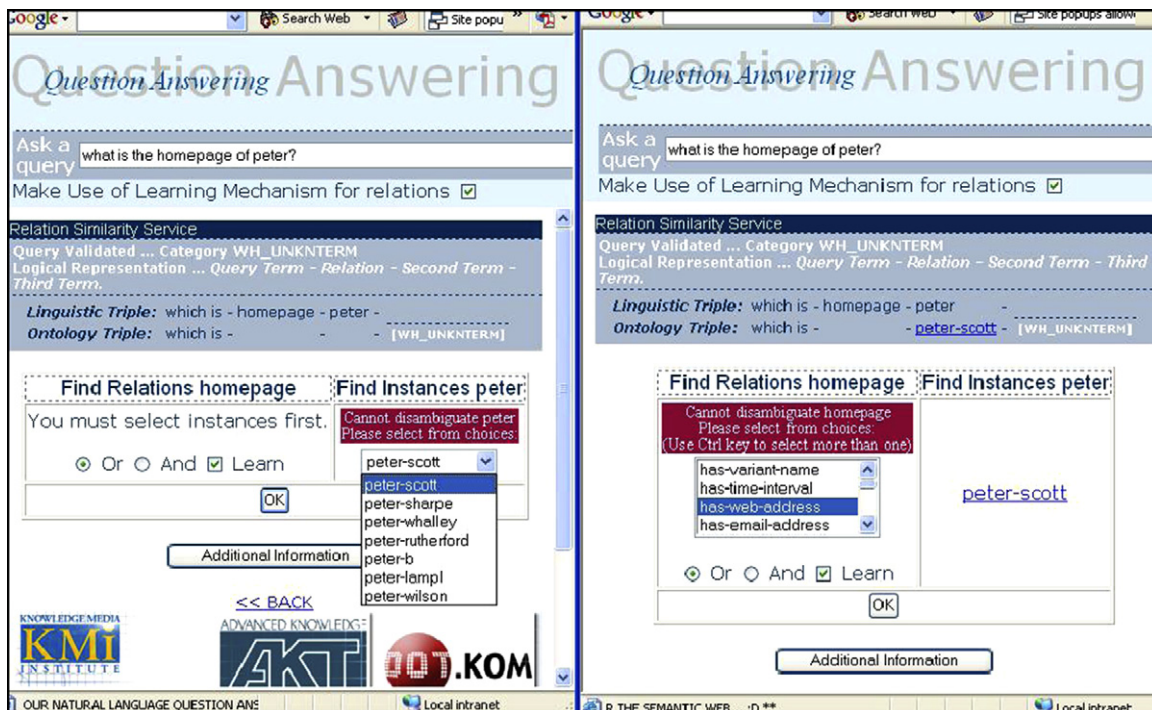 Google
Search Web
Site popu
Question Answering
Question Answering
Ask a
query
what is the homepage of peter?
Make Use of Learning Mechanism for relations
Relation Similarity Service
Query Validated ... Category WH_UNKNTERM
Logical Representation ... Query Term - Relation - Second Term -
Third Term.
Linguistic Triple: which is - homepage - peter -
Ontology Triple: which is - - - [WH_UNKNTERM]
Find Relations homepage
Find Instances peter
You must select instances first.
Cannot disambiguate peter
Please select from choices:
Or And Learn
peter-scott
peter-scott
peter-sharpe
peter-whalley
peter-rutherford
peter-b
peter-lampl
peter-wilson
OK
Additional Information
<< BACK
KNOWLEDGE MEDIA
KMi
INSTITUTE
ADVANCED KNOWLEDGE
AKT
DOT.KOM
OUR NATURAL LANGUAGE QUESTION ANS
Local intranet
Google
Search Web
Site popups allow
Question Answering
Question Answering
Ask a
query
what is the homepage of peter?
Make Use of Learning Mechanism for relations
Relation Similarity Service
Query Validated ... Category WH_UNKNTERM
Logical Representation ... Query Term - Relation - Second Term - Third
Term.
Linguistic Triple: which is - homepage - peter -
Ontology Triple: which is - - peter-scott - [WH_UNKNTERM]
Find Relations homepage
Find Instances peter
Cannot disambiguate homepage
Please select from choices:
(Use Ctrl key to select more than one)
has-variant-name
has-time-interval
has-web-address
has-email-address
peter-scott
Or And Learn
OK
Additional Information
R THE SEMANTIC WEB :D **
Local intranet